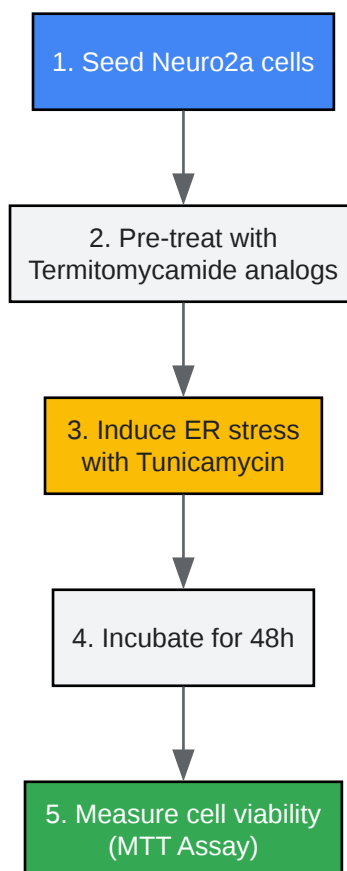 1. Seed Neuro2a cells
2. Pre-treat with
Termitomycamide analogs
3. Induce ER stress
with Tunicamycin
4. Incubate for 48h
5. Measure cell viability
(MTT Assay)